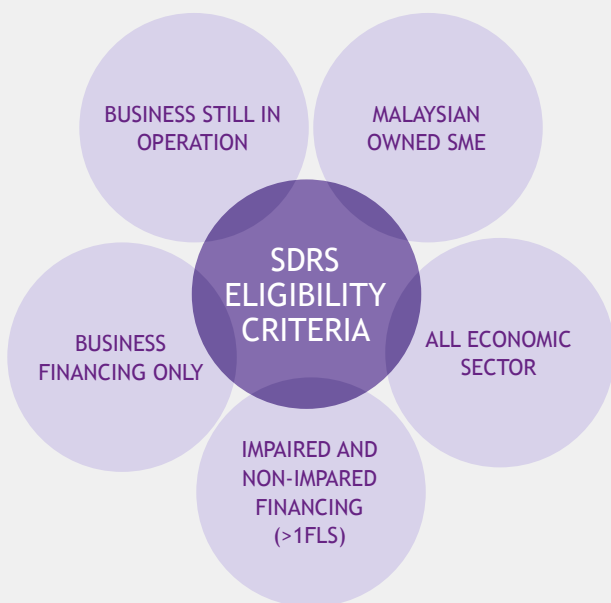 BUSINESS STILL IN
OPERATION
MALAYSIAN
OWNED SME
SDRS
ELIGIBILITY
CRITERIA
BUSINESS
FINANCING ONLY
ALL ECONOMIC
SECTOR
IMPAIRED AND
NON-IMPARED
FINANCING
(>1FLS)